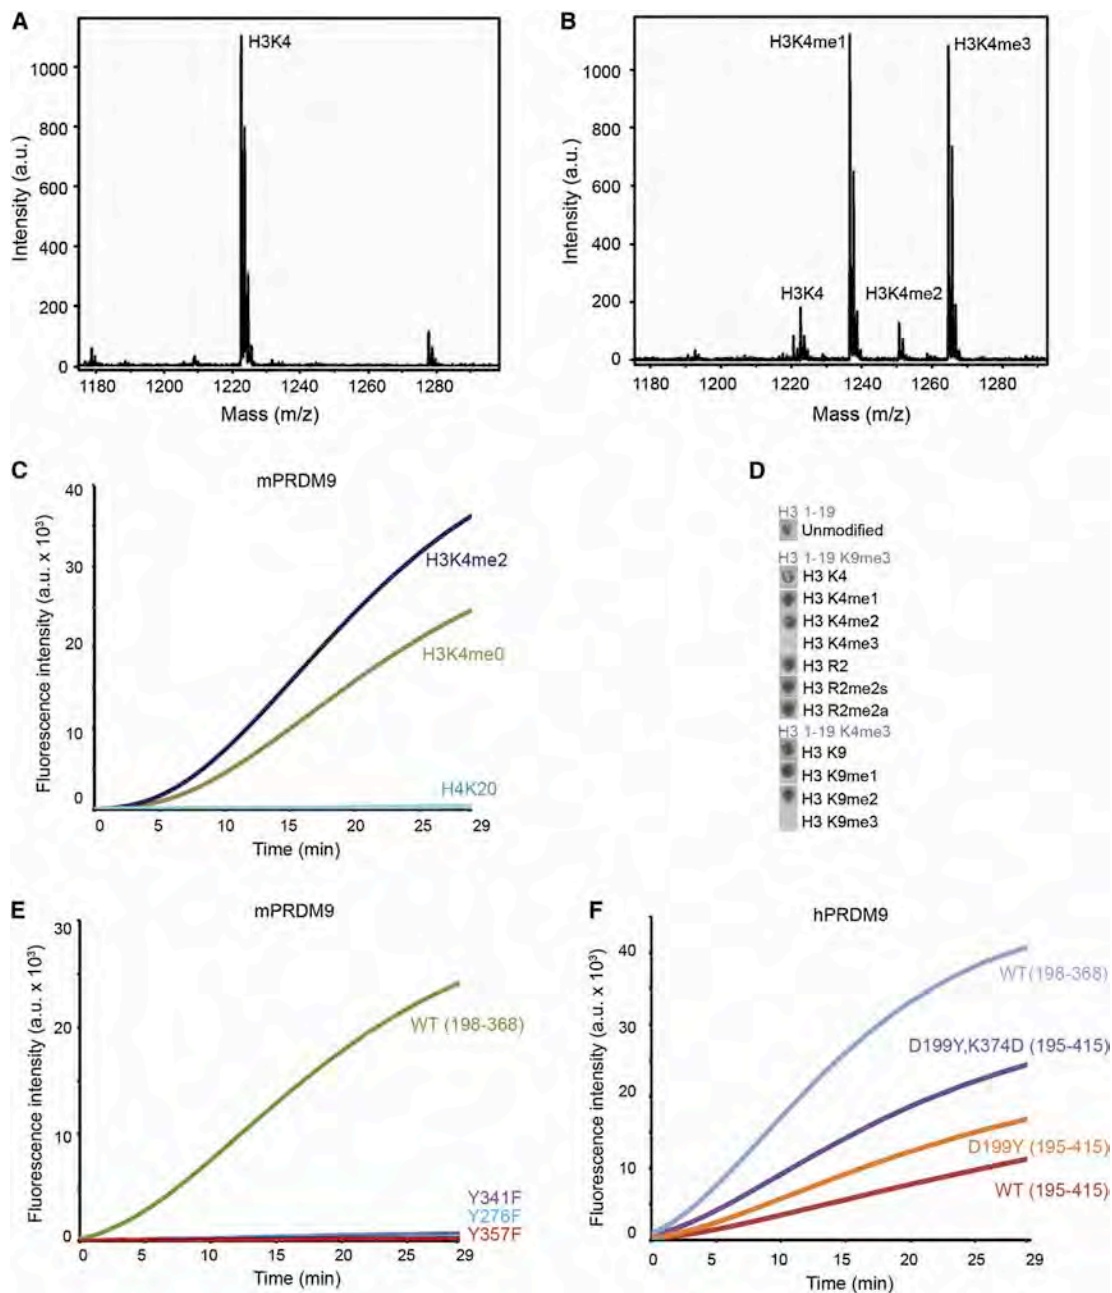 A
H3K4
1000
800
600
400
200
0
1180 1200 1220 1240 1260 1280
Mass (m/z)
Intensity (a.u.)
B
H3K4me1
H3K4me3
H3K4
H3K4me2
1000
800
600
400
200
0
1180 1200 1220 1240 1260 1280
Mass (m/z)
Intensity (a.u.)
C
mPRDM9
40
30
20
10
0
H3K4me2
H3K4me0
H4K20
0 5 10 15 20 25 29
Time (min)
Fluorescence intensity (a.u. x 10³)
D
H3 1-19
Unmodified
H3 1-19 K9me3
H3 K4
H3 K4me1
H3 K4me2
H3 K4me3
H3 R2
H3 R2me2s
H3 R2me2a
H3 1-19 K4me3
H3 K9
H3 K9me1
H3 K9me2
H3 K9me3
E
mPRDM9
30
20
10
0
WT (198-368)
Y341F
Y276F
Y357F
0 5 10 15 20 25 29
Time (min)
Fluorescence intensity (a.u. x 10³)
F
hPRDM9
40
30
20
10
0
WT(198-368)
D199Y,K374D (195-415)
D199Y (195-415)
WT (195-415)
0 5 10 15 20 25 29
Time (min)
Fluorescence intensity (a.u. x 10³)